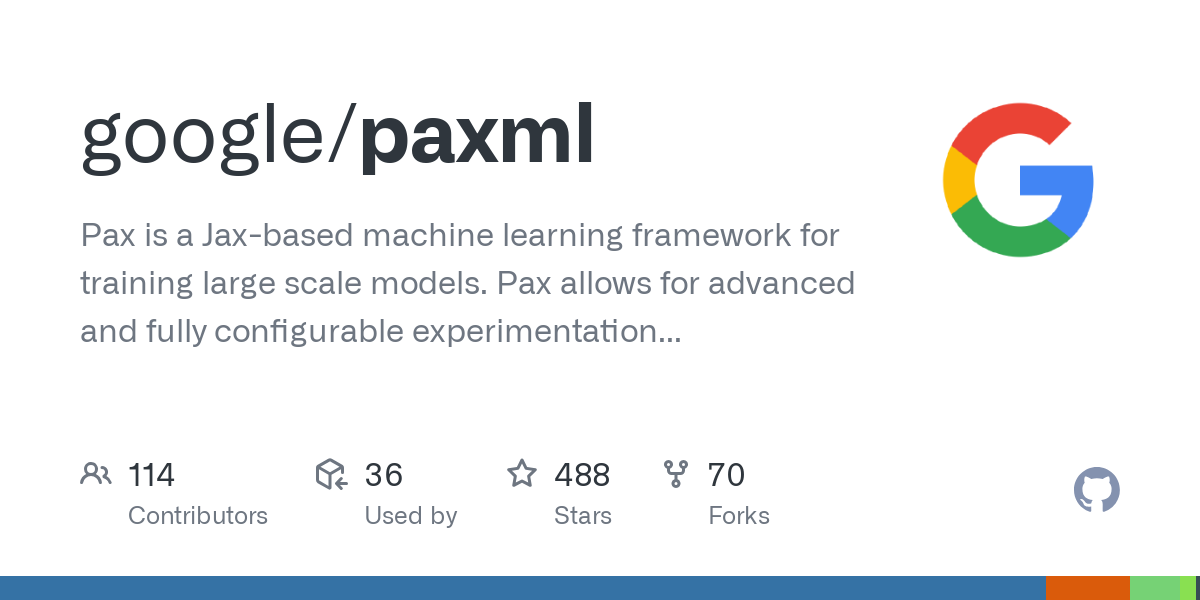 google/paxml
Pax is a Jax-based machine learning framework for
training large scale models. Pax allows for advanced
and fully configurable experimentation...
114 36 488 70
Contributors Used by Stars Forks